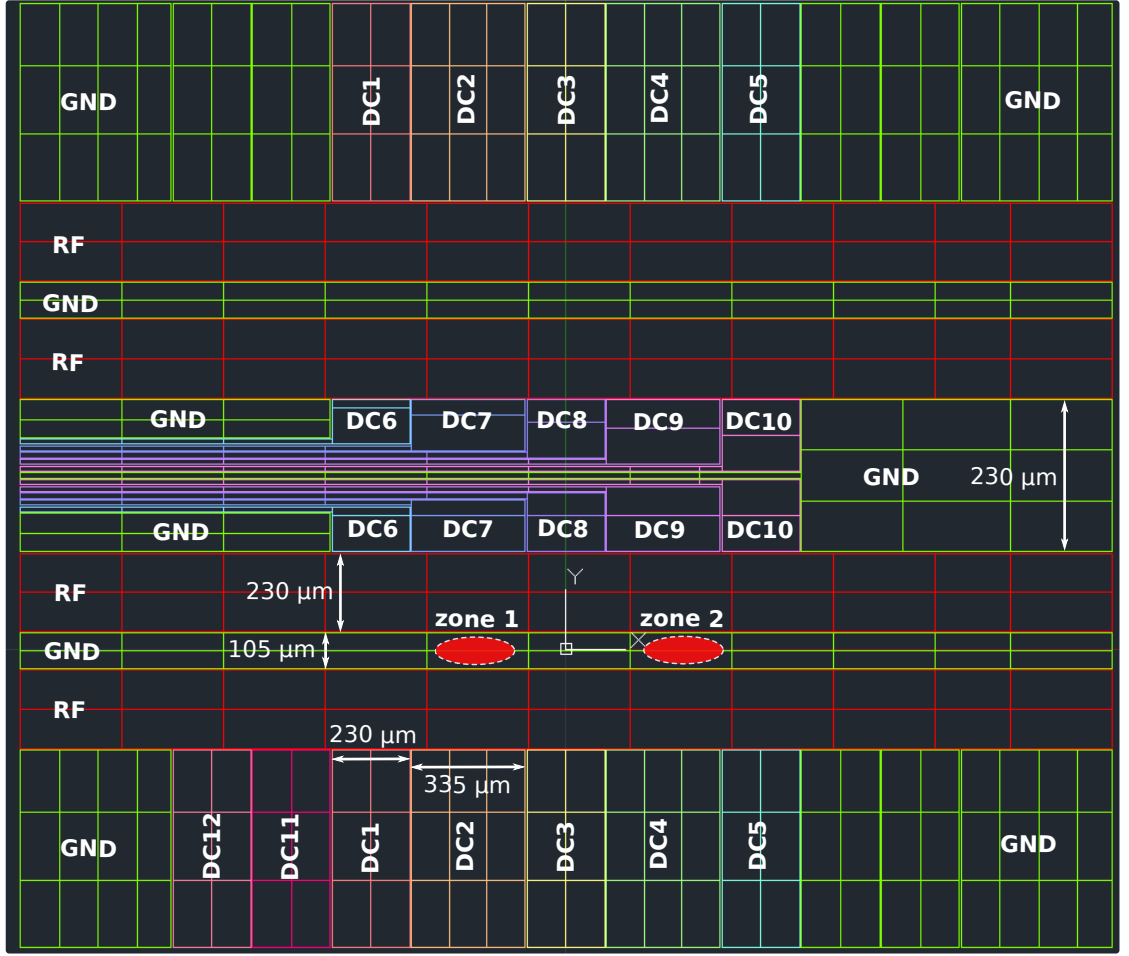 GND
DC1
DC2
DC3
DC4
DC5
GND
RF
GND
RF
GND
DC6
DC7
DC8
DC9
DC10
GND
230 μm
GND
DC6
DC7
DC8
DC9
DC10
RF
230 μm
Y
zone 1
zone 2
X
GND
105 μm
RF
230 μm
335 μm
GND
DC12
DC11
DC1
DC2
DC3
DC4
DC5
GND